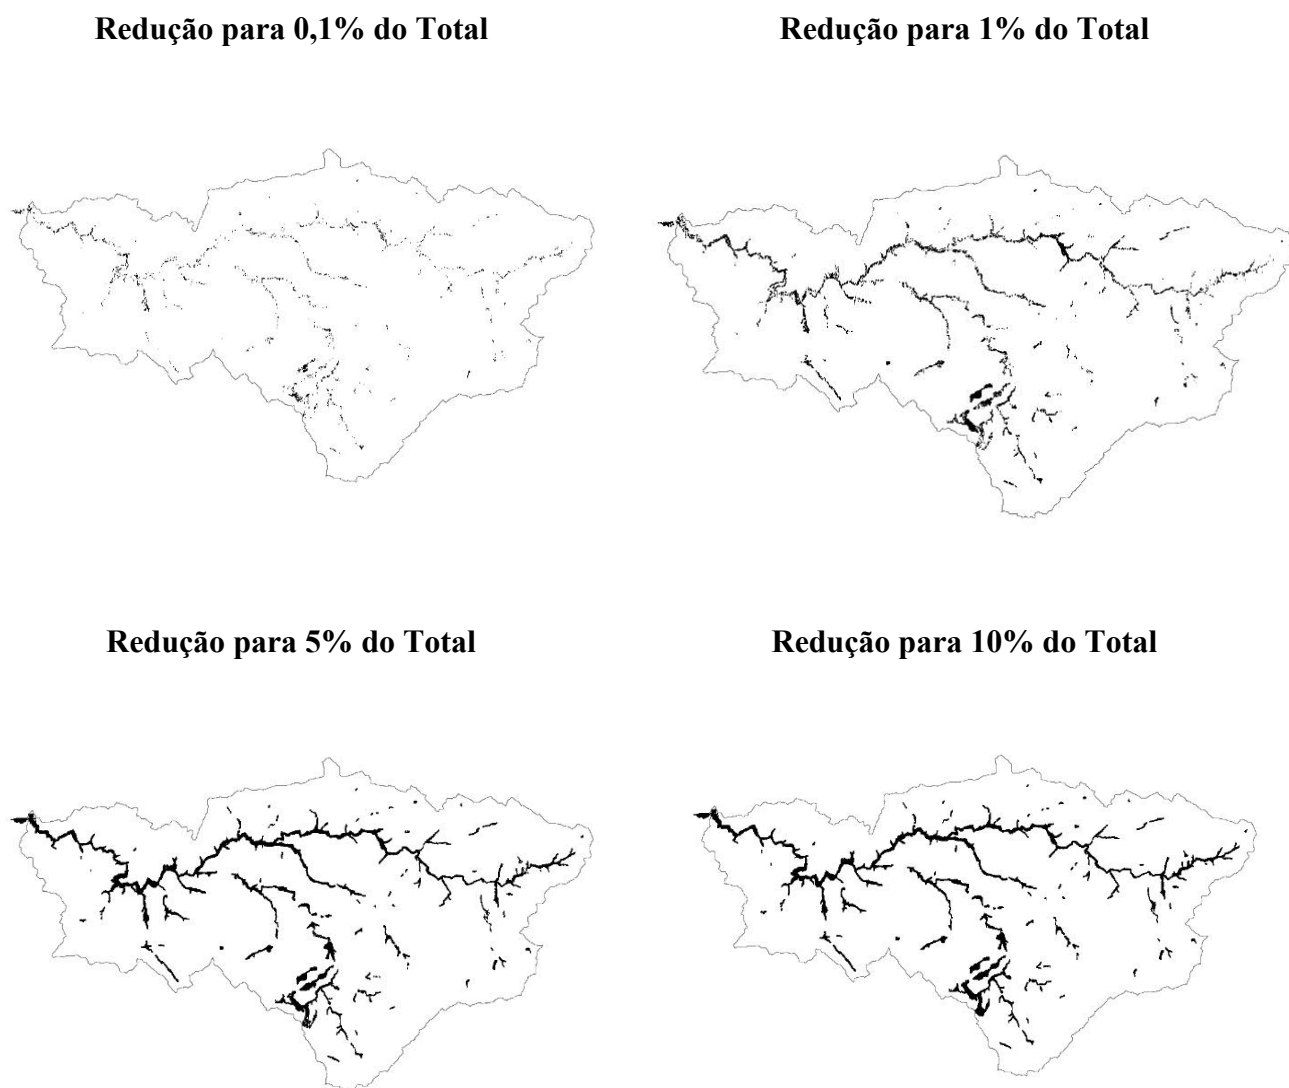 Redução para 0,1% do Total
Redução para 1% do Total
Redução para 5% do Total
Redução para 10% do Total